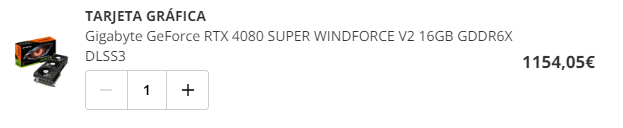 TARJETA GRÁFICA
Gigabyte GeForce RTX 4080 SUPER WINDFORCE V2 16GB GDDR6X
DLSS3
1154,05€
— 1 +